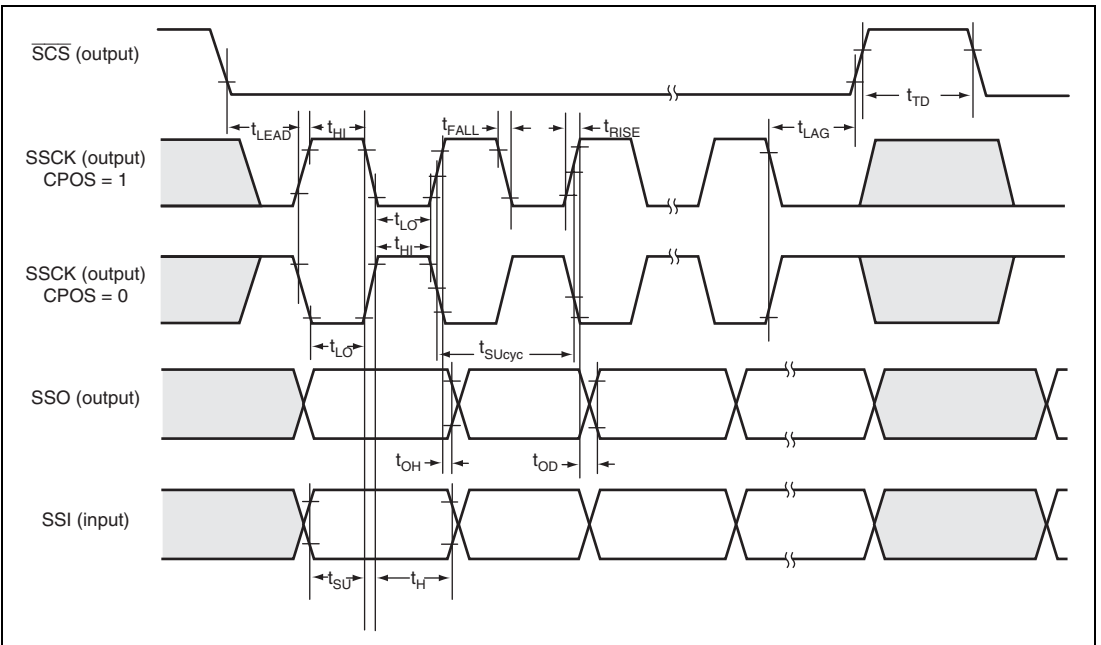 SCS (output)
tTD
tLEAD
tHI
tFALL
tRISE
tLAG
SSCK (output)
CPOS = 1
tLO
tHI
SSCK (output)
CPOS = 0
tLO
tSUcyc
SSO (output)
tOH
tOD
SSI (input)
tSU
tH